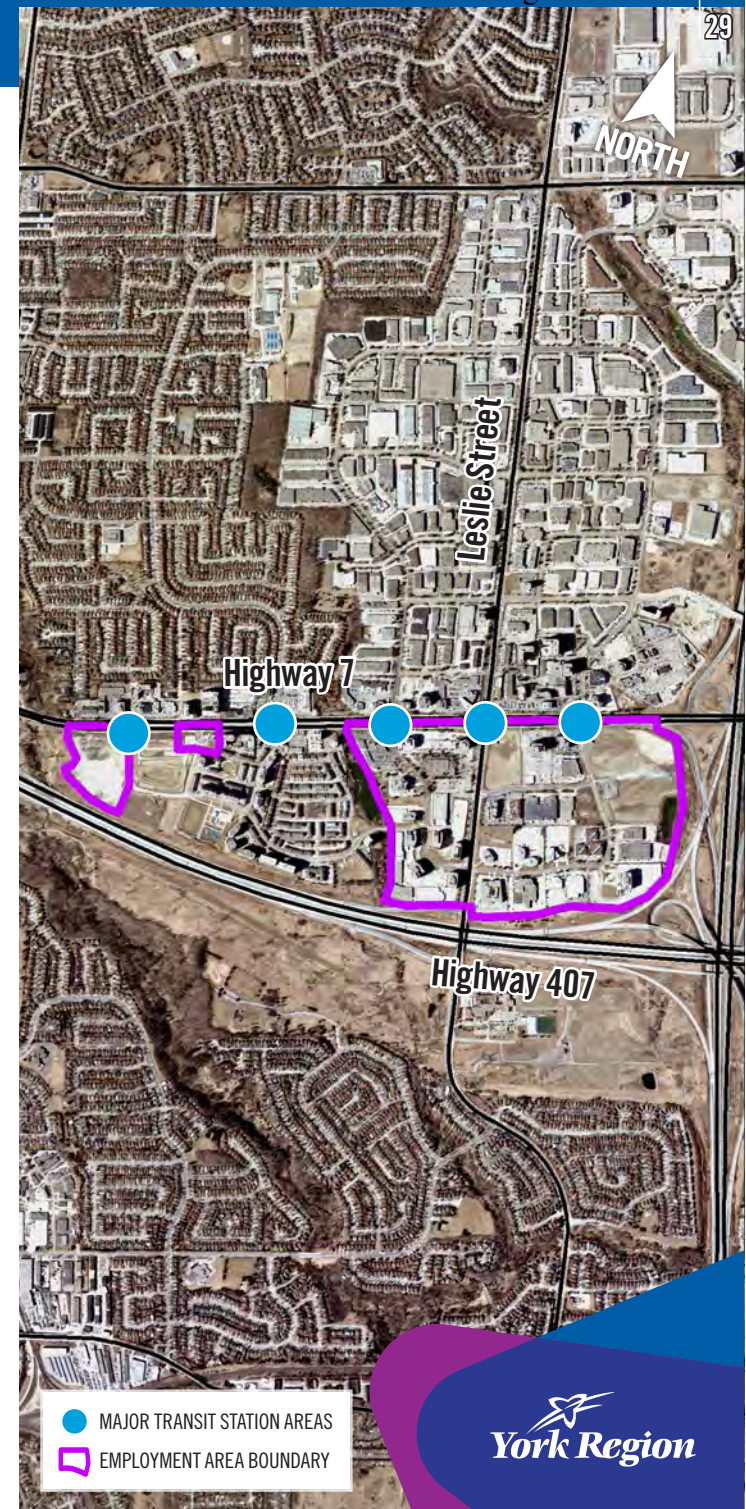 29
NORTH
Leslie Street
Highway 7
Highway 407
MAJOR TRANSIT STATION AREAS
EMPLOYMENT AREA BOUNDARY
York Region